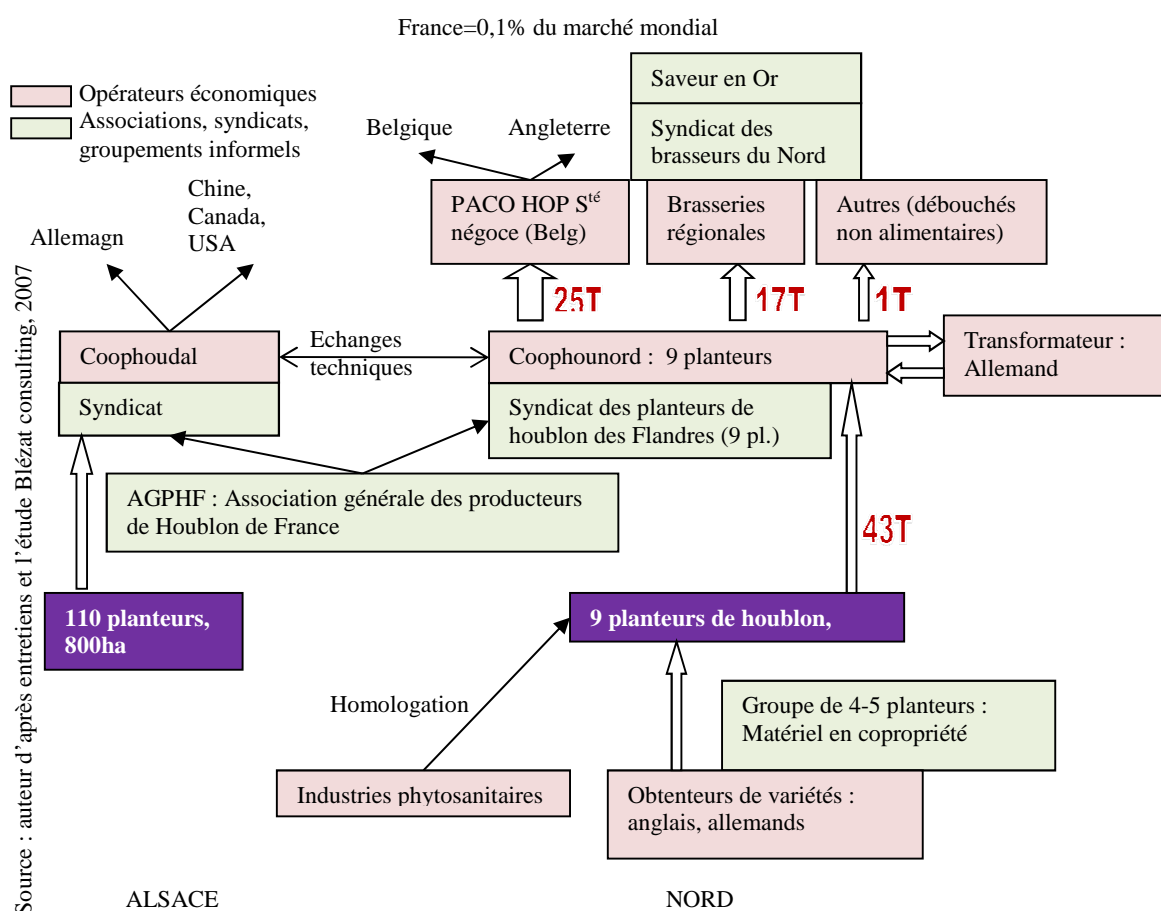 France=0,1% du marché mondial
Opérateurs économiques
Associations, syndicats,
groupements informels
Saveur en Or
Syndicat des
brasseurs du Nord
Belgique
Angleterre
Chine,
Canada,
USA
Allemagn
PACO HOP Sté
négoce (Belg)
Brasseries
régionales
Autres (débouchés
non alimentaires)
25T
17T
1T
Coophoudal
Syndicat
Echanges
techniques
Coophounord : 9 planteurs
Syndicat des planteurs de
houblon des Flandres (9 pl.)
Transformateur :
Allemand
AGPHF : Association générale des producteurs
de Houblon de France
43T
110 planteurs,
800ha
9 planteurs de houblon,
Homologation
Groupe de 4-5 planteurs :
Matériel en copropriété
Industries phytosanitaires
Obtenteurs de variétés :
anglais, allemands
ALSACE
NORD
Source : auteur d'après entretiens et l'étude Blézat consulting, 2007